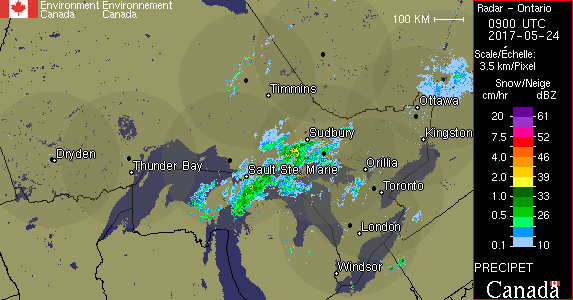 Environment Environnement
Canada Canada
100 KM
Timmins
Ottawa
Sudbury
Kingston
Dryden
Thunder Bay
Orillia
Sault Ste. Marie
Toronto
London
Windsor
Radar - Ontario
0900 UTC
2017-05-24
Scale/Échelle:
3.5 km/Pixel
Snow/Neige
cm/hr dBZ
20 61
7.5 52
4.0 46
2.0 39
1.0 33
0.5 26
0.1 10
PRECIPET
Canada